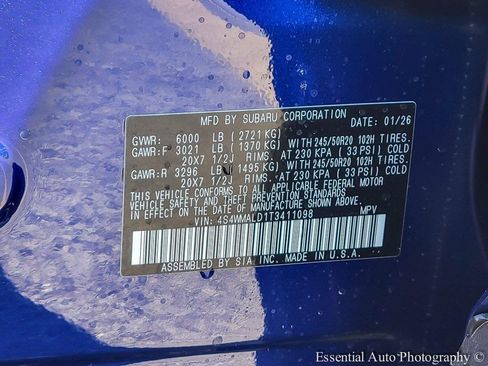 MFD BY SUBARU CORPORATION DATE: 01/26
GVWR: 6000 LB ( 2721 KG)
GAWR:F 3021 LB ( 1370 KG) WITH 245/50R20 102H TIRES.
20X7 1/2J RIMS. AT 230 KPA ( 33 PSI) COLD
GAWR:R 3296 LB ( 1495 KG) WITH 245/50R20 102H TIRES.
20X7 1/2J RIMS. AT 230 KPA ( 33 PSI) COLD
THIS VEHICLE CONFORMS TO ALL APPLICABLE FEDERAL MOTOR
VEHICLE SAFETY, BUMPER, AND THEFT PREVENTION STANDARDS
IN EFFECT ON THE DATE OF MANUFACTURE SHOWN ABOVE.
VIN: 4S4WMALD1T3411098 MPV
ASSEMBLED BY SIA INC. MADE IN U.S.A.
Essential Auto Photography ©